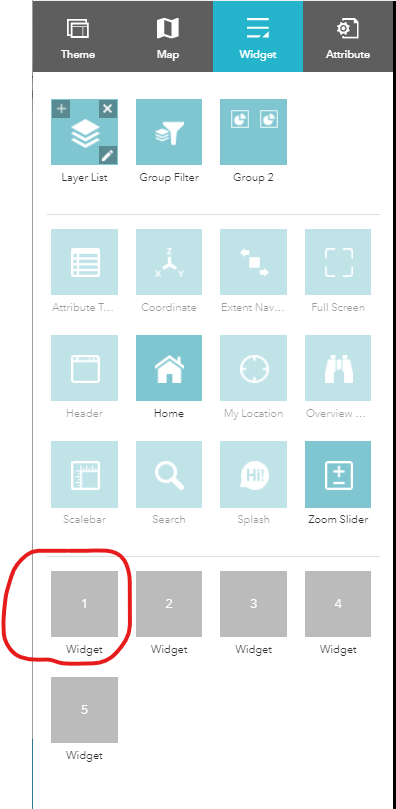 Theme Map Widget Attribute
Layer List Group Filter Group 2
Z
X Y
Attribute T... Coordinate Extent Nav... Full Screen
Header Home My Location Overview ...
Hi!
Scalebar Search Splash Zoom Slider
1 2 3 4
Widget Widget Widget Widget
5
Widget